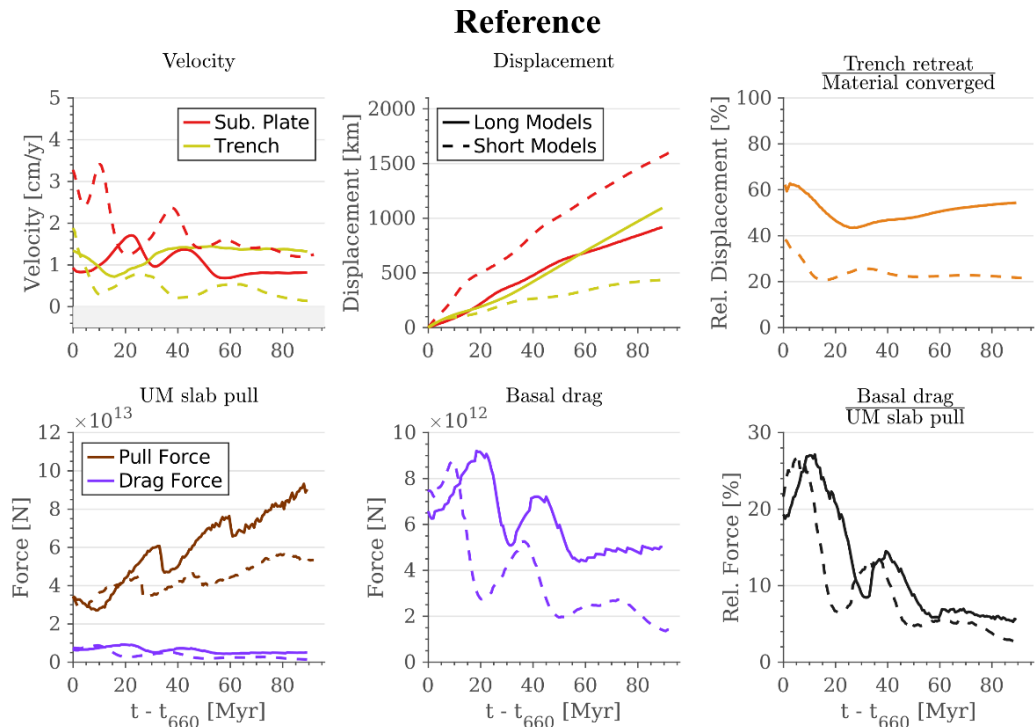 Reference
Velocity
Displacement
Trench retreat
Material converged
Velocity [cm/y]
5
4
3
2
1
0
Sub. Plate
Trench
0 20 40 60 80
Displacement [km]
2000
1500
1000
500
0
Long Models
Short Models
0 20 40 60 80
Rel. Displacement [%]
100
80
60
40
20
0
0 20 40 60 80
UM slab pull
Basal drag
Basal drag
UM slab pull
×10^13
Force [N]
12
10
8
6
4
2
0
Pull Force
Drag Force
0 20 40 60 80
t - t_660 [Myr]
×10^12
Force [N]
10
8
6
4
2
0
0 20 40 60 80
t - t_660 [Myr]
Rel. Force [%]
30
20
10
0
0 20 40 60 80
t - t_660 [Myr]